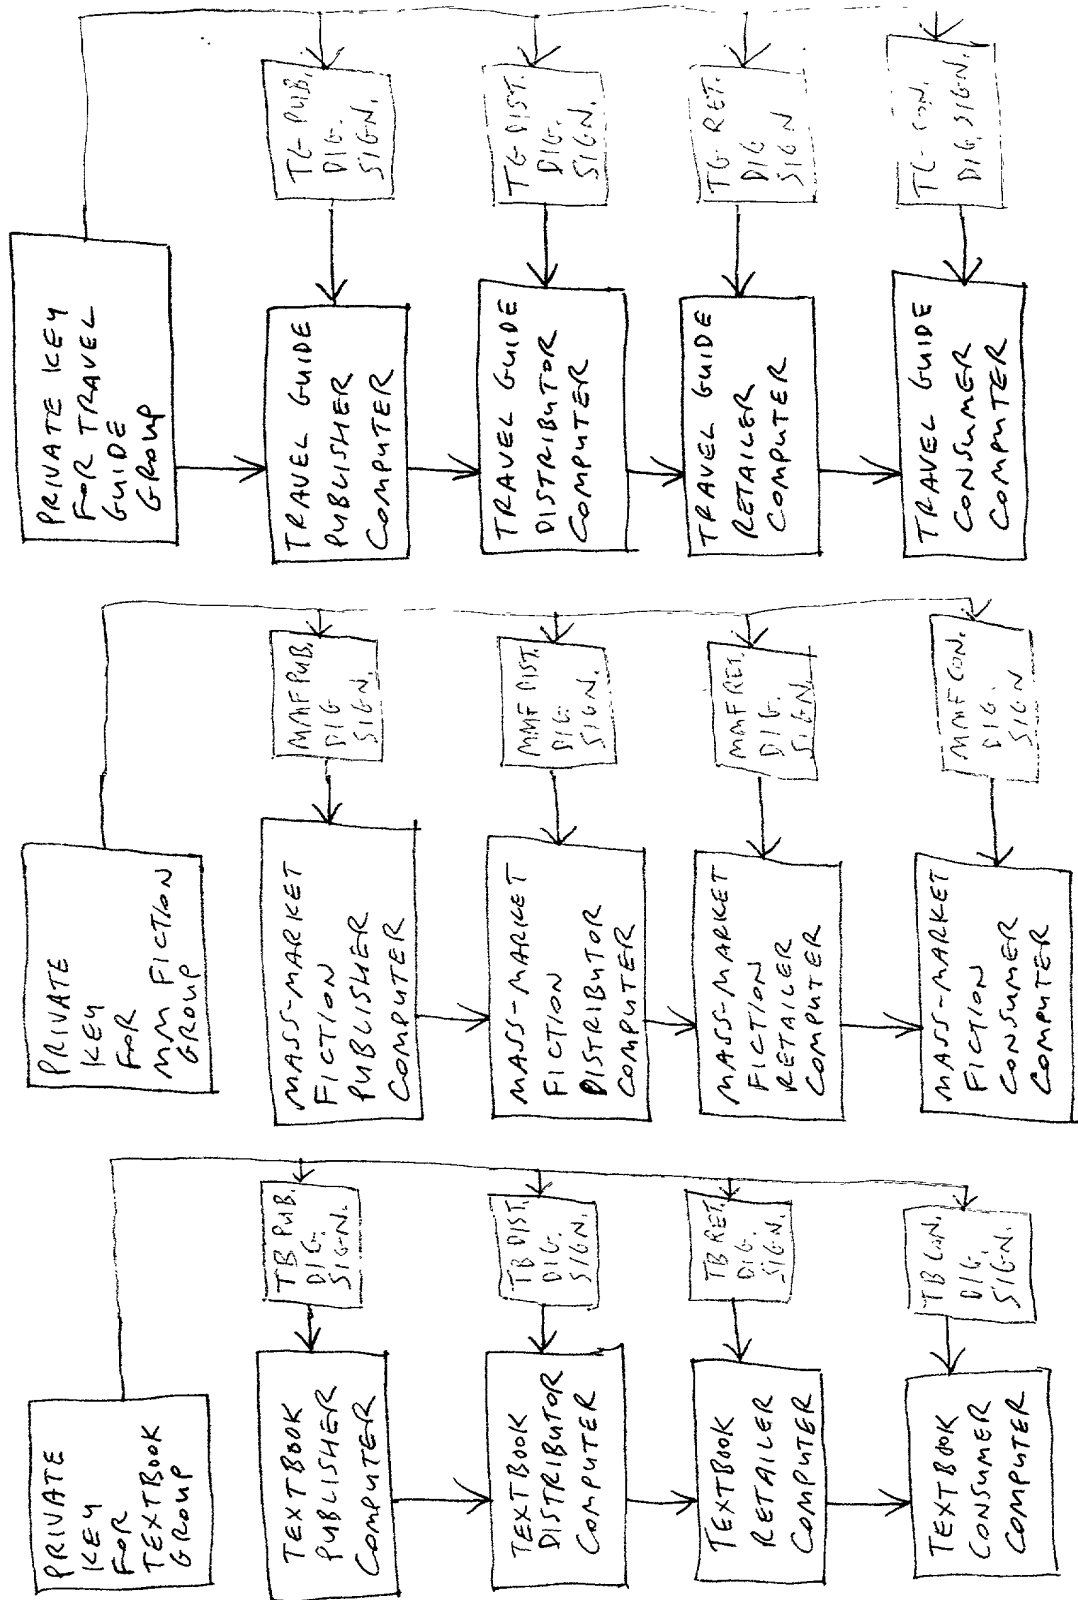 PRIVATE
KEY
FOR
TEXTBOOK
GROUP
TB PUB.
DIG.
SIGN.
TEXTBOOK
PUBLISHER
COMPUTER
TB DIST.
DIG.
SIGN.
TEXTBOOK
DISTRIBUTOR
COMPUTER
TB RET.
DIG.
SIGN.
TEXTBOOK
RETAILER
COMPUTER
TB CON.
DIG.
SIGN.
TEXTBOOK
CONSUMER
COMPUTER
PRIVATE
KEY
FOR
MM FICTION
GROUP
MMF PUB.
DIG
SIGN.
MASS-MARKET
FICTION
PUBLISHER
COMPUTER
MMF DIST.
DIG.
SIGN.
MASS-MARKET
FICTION
DISTRIBUTOR
COMPUTER
MMF RET.
DIG.
SIGN.
MASS-MARKET
FICTION
RETAILER
COMPUTER
MMF CON.
DIG.
SIGN
MASS-MARKET
FICTION
CONSUMER
COMPUTER
PRIVATE KEY
FOR TRAVEL
GUIDE
GROUP
TG PUB.
DIG.
SIGN.
TRAVEL GUIDE
PUBLISHER
COMPUTER
TG DIST.
DIG.
SIGN.
TRAVEL GUIDE
DISTRIBUTOR
COMPUTER
TG RET.
DIG
SIGN
TRAVEL GUIDE
RETAILER
COMPUTER
TG CON.
DIG. SIGN.
TRAVEL GUIDE
CONSUMER
COMPUTER